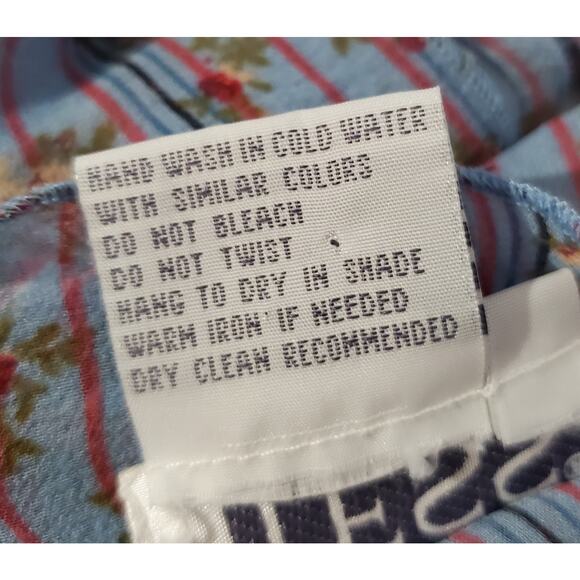 HAND WASH IN COLD WATER
WITH SIMILAR COLORS
DO NOT BLEACH
DO NOT TWIST
HANG TO DRY IN SHADE
WARM IRON IF NEEDED
DRY CLEAN RECOMMENDED